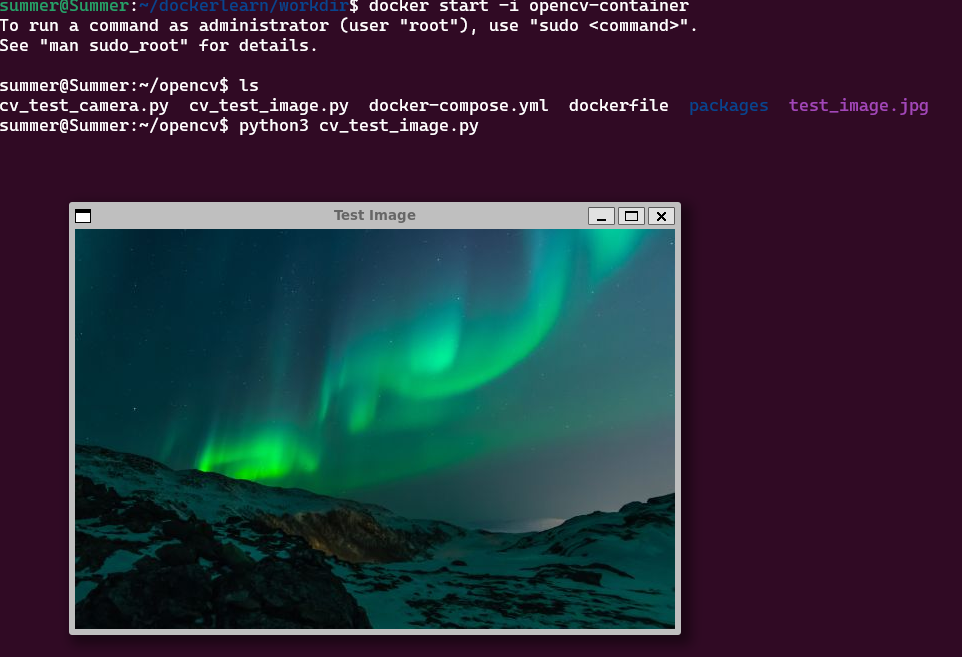 summer@Summer:~/dockerlearn/workdir$ docker start -i opencv-container
To run a command as administrator (user "root"), use "sudo <command>".
See "man sudo_root" for details.
summer@Summer:~/opencv$ ls
cv_test_camera.py  cv_test_image.py  docker-compose.yml  dockerfile  packages  test_image.jpg
summer@Summer:~/opencv$ python3 cv_test_image.py
Test Image